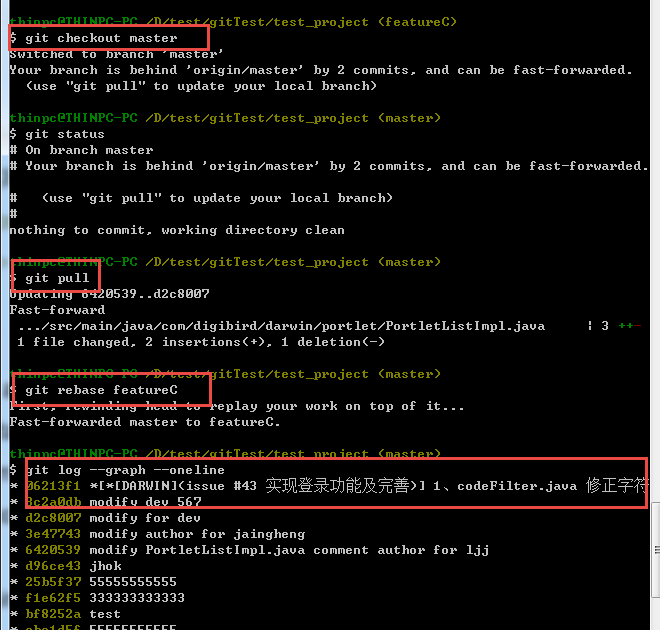 thinpc@THINPC-PC /D/test/gitTest/test_project (featureC)
$ git checkout master
Switched to branch 'master'
Your branch is behind 'origin/master' by 2 commits, and can be fast-forwarded.
(use "git pull" to update your local branch)
thinpc@THINPC-PC /D/test/gitTest/test_project (master)
$ git status
# On branch master
# Your branch is behind 'origin/master' by 2 commits, and can be fast-forwarded.
# (use "git pull" to update your local branch)
#
nothing to commit, working directory clean
thinpc@THINPC-PC /D/test/gitTest/test_project (master)
$ git pull
Updating 6420539..d2c8007
Fast-forward
.../src/main/java/com/digibird/darwin/portlet/PortletListImpl.java | 3 ++-
1 file changed, 2 insertions(+), 1 deletion(-)
thinpc@THINPC-PC /D/test/gitTest/test_project (master)
$ git rebase featureC
First, rewinding head to replay your work on top of it...
Fast-forwarded master to featureC.
thinpc@THINPC-PC /D/test/gitTest/test_project (master)
$ git log --graph --oneline
* 06213f1 *[*[DARWIN](issue #43 实现登录功能及完善)] 1、codeFilter.java 修正字符
* 3c2a0db modify dev 567
* d2c8007 modify for dev
* 3e47743 modify author for jaingheng
* 6420539 modify PortletListImpl.java comment author for ljj
* d96ce43 jhok
* 25b5f37 55555555555
* f1e62f5 333333333333
* bf8252a test